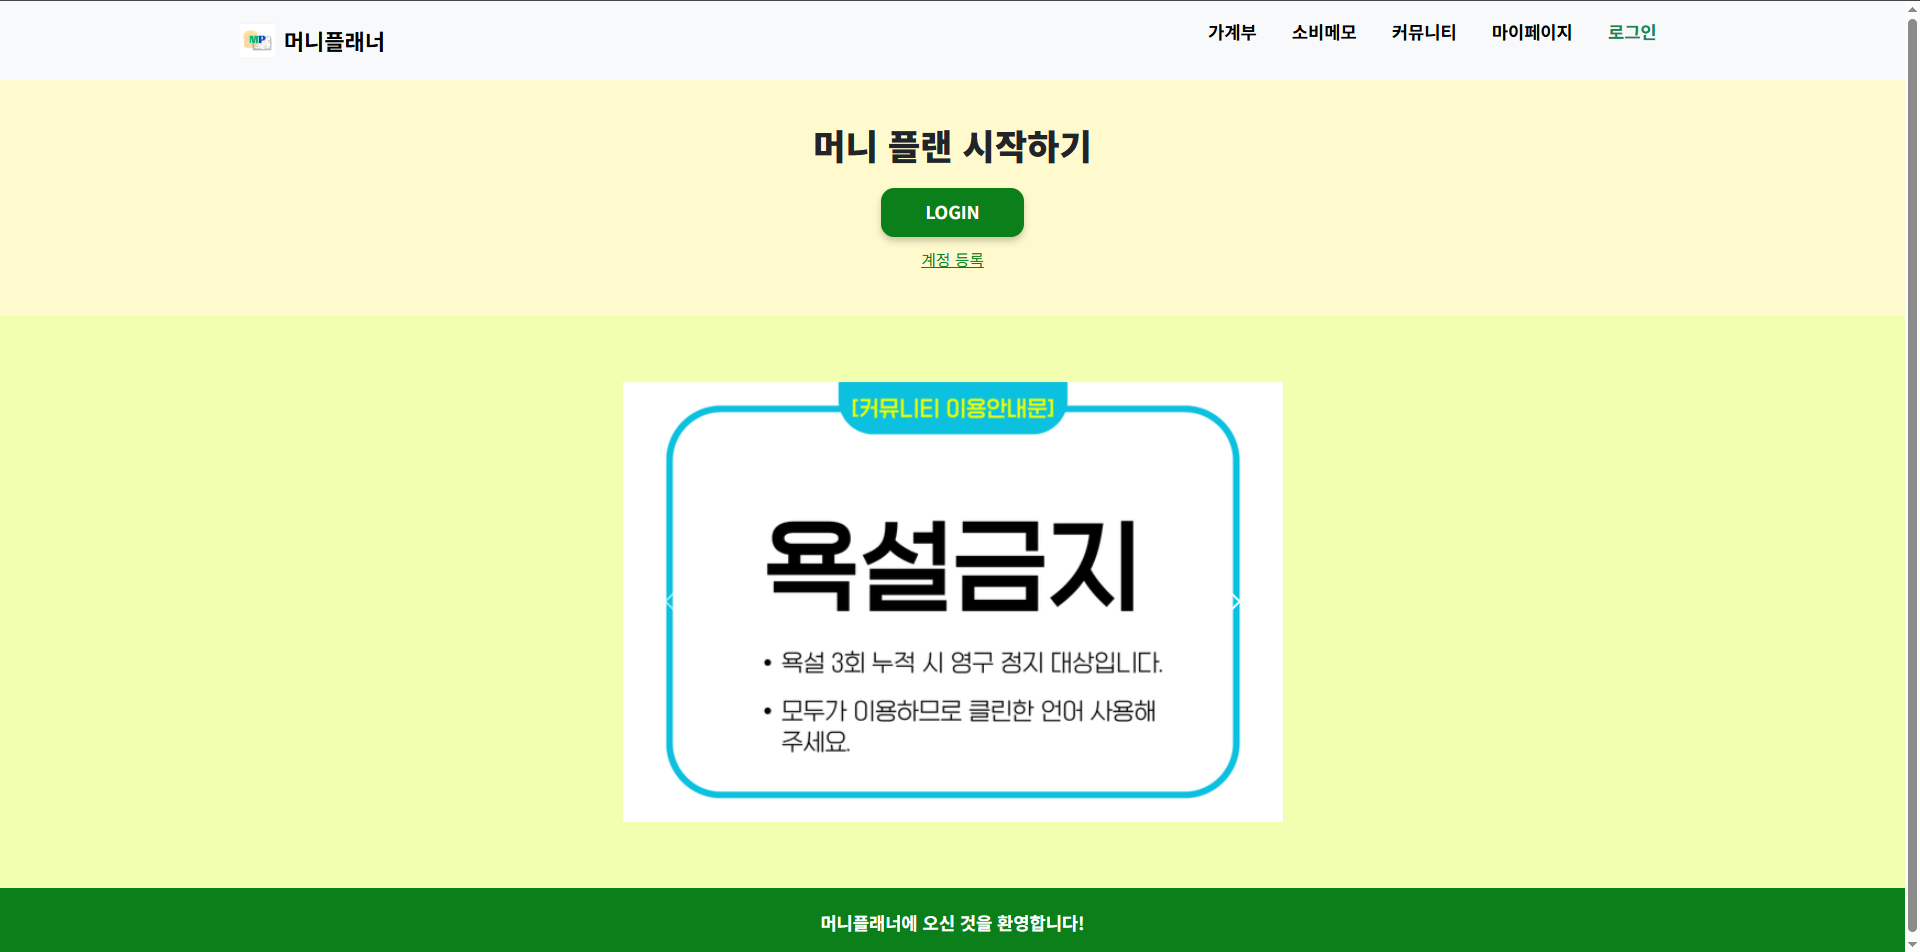 MP 머니플래너
가계부 소비메모 커뮤니티 마이페이지 로그인
머니 플랜 시작하기
LOGIN
계정 등록
[커뮤니티 이용안내문]
욕설금지
• 욕설 3회 누적 시 영구 정지 대상입니다.
• 모두가 이용하므로 클린한 언어 사용해
주세요.
머니플래너에 오신 것을 환영합니다!